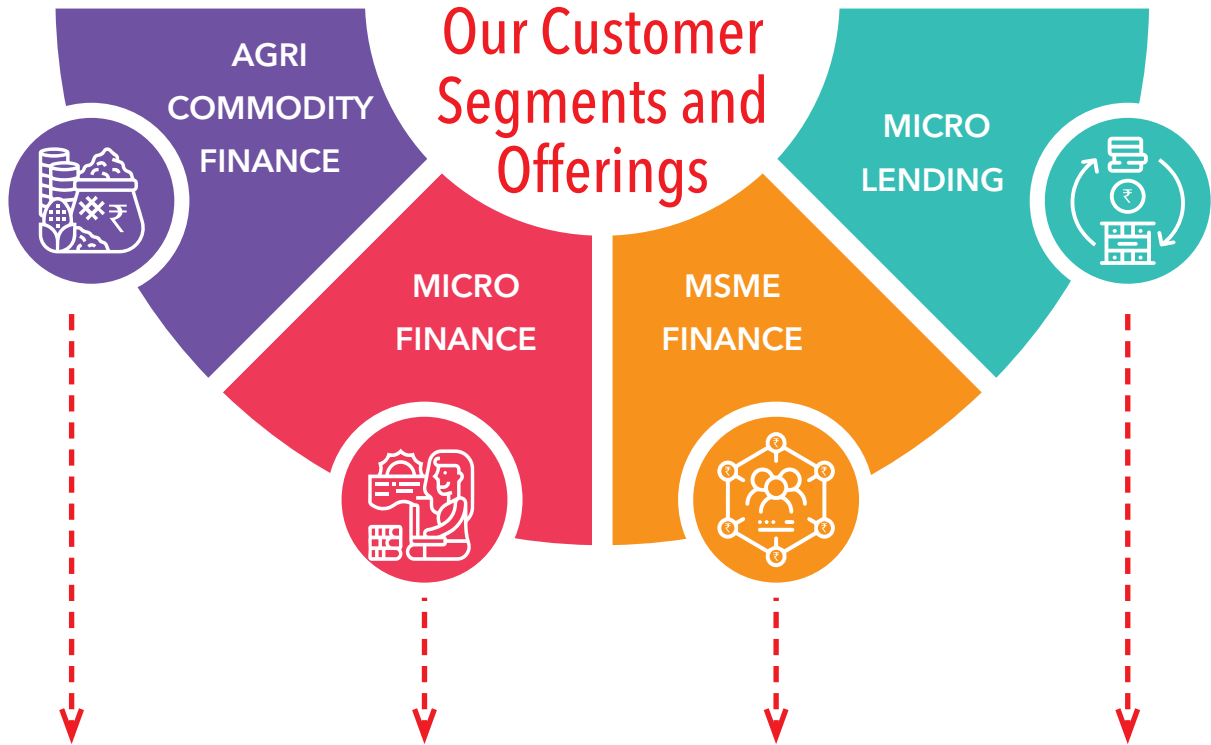 Our Customer
Segments and
Offerings
AGRI
COMMODITY
FINANCE
₹
MICRO
FINANCE
MSME
FINANCE
₹
₹
₹
₹
₹
₹
MICRO
LENDING
₹